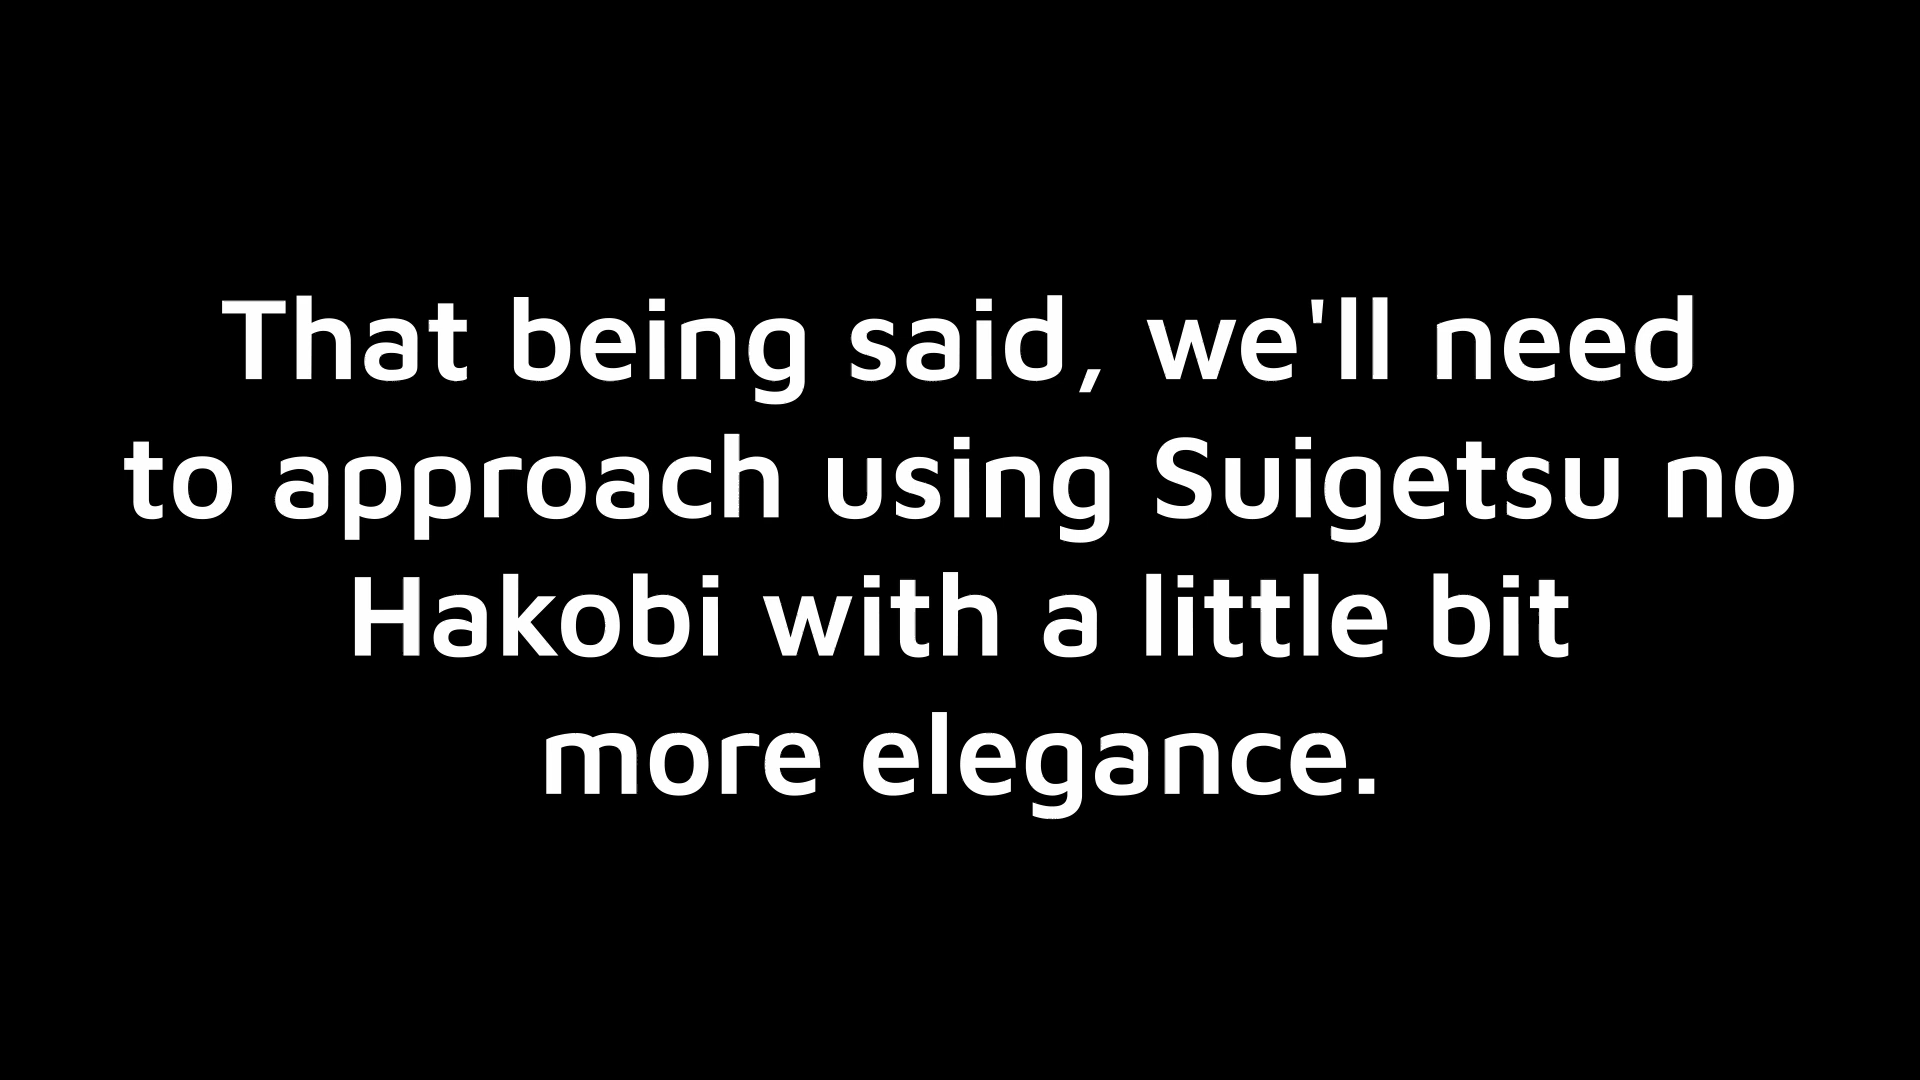 That being said, we'll need
to approach using Suigetsu no
Hakobi with a little bit
more elegance.